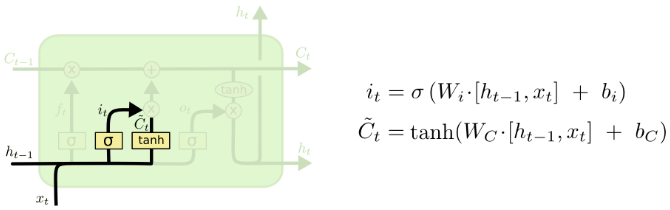 h_t
C_{t-1}
C_t
× +
tanh
f_t i_t o_t ×
C̃_t
×
σ σ tanh σ
h_{t-1}
h_t
x_t
i_t = σ (W_i·[h_{t-1}, x_t] + b_i)
C̃_t = tanh(W_C·[h_{t-1}, x_t] + b_C)